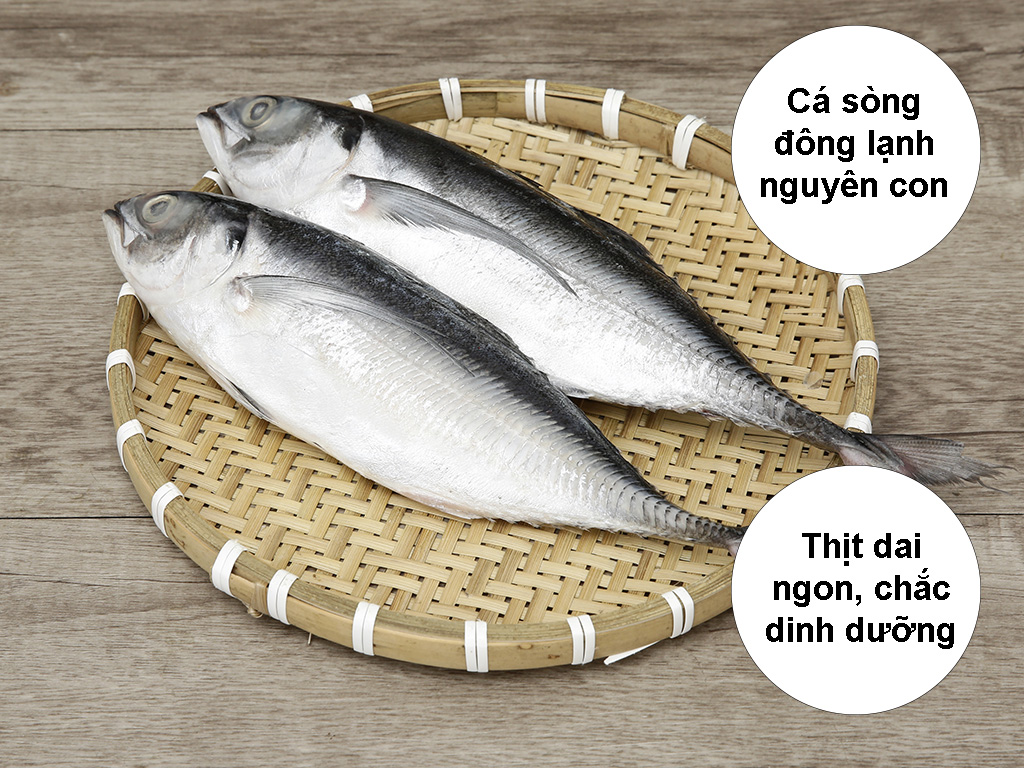 Cá sòng
đông lạnh
nguyên con
Thịt dai
ngon, chắc
dinh dưỡng